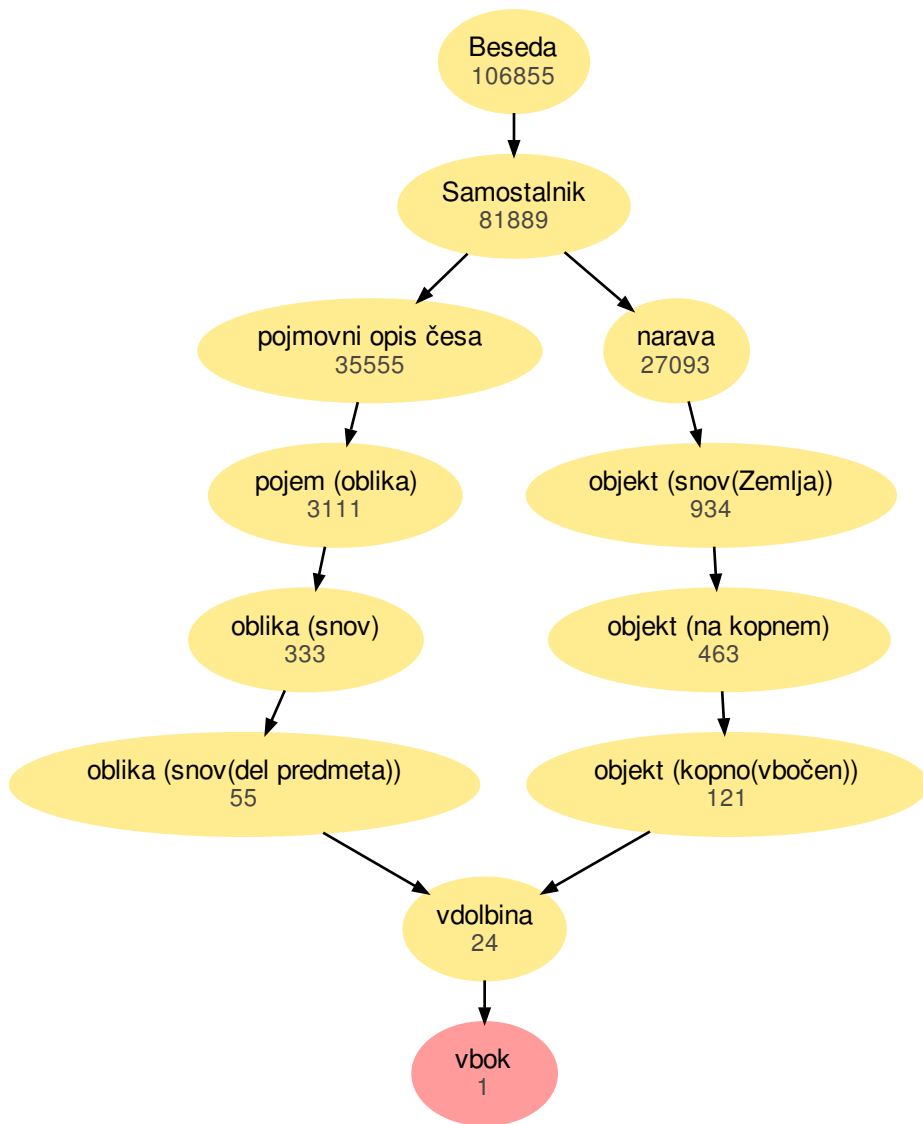 Beseda
106855
Samostalnik
81889
pojmovni opis česa
35555
narava
27093
pojem (oblika)
3111
objekt (snov(Zemlja))
934
oblika (snov)
333
objekt (na kopnem)
463
oblika (snov(del predmeta))
55
objekt (kopno(vbočen))
121
vdolbina
24
vbok
1